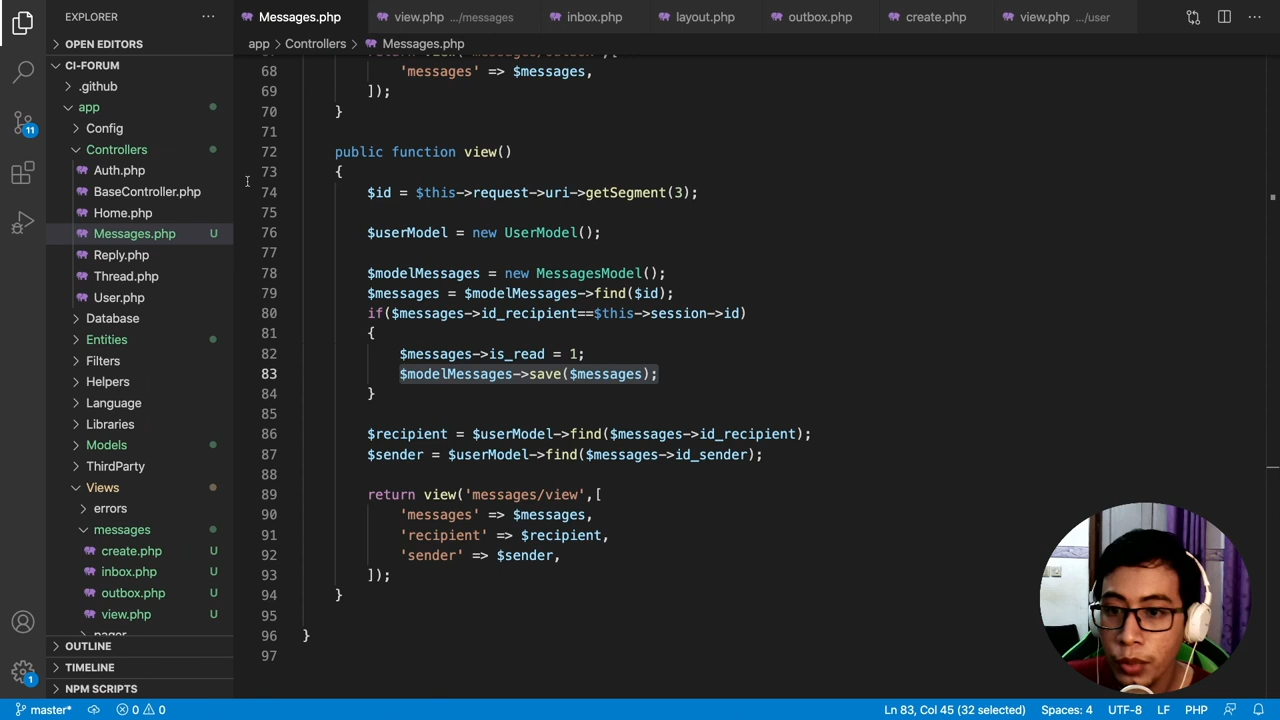 EXPLORER
Messages.php
view.php .../messages
inbox.php
layout.php
outbox.php
create.php
view.php .../user
OPEN EDITORS
app > Controllers > Messages.php
CI-FORUM
.github
app
Config
Controllers
Auth.php
BaseController.php
Home.php
Messages.php U
Reply.php
Thread.php
User.php
Database
Entities
Filters
Helpers
Language
Libraries
Models
ThirdParty
Views
errors
messages
create.php U
inbox.php U
outbox.php U
view.php U
OUTLINE
TIMELINE
NPM SCRIPTS
11
1
68 'messages' => $messages,
69 ]);
70 }
71
72 public function view()
73 {
74 $id = $this->request->uri->getSegment(3);
75
76 $userModel = new UserModel();
77
78 $modelMessages = new MessagesModel();
79 $messages = $modelMessages->find($id);
80 if($messages->id_recipient==$this->session->id)
81 {
82 $messages->is_read = 1;
83 $modelMessages->save($messages);
84 }
85
86 $recipient = $userModel->find($messages->id_recipient);
87 $sender = $userModel->find($messages->id_sender);
88
89 return view('messages/view',[
90 'messages' => $messages,
91 'recipient' => $recipient,
92 'sender' => $sender,
93 ]);
94 }
95
96 }
97
master* 0 0 Ln 83, Col 45 (32 selected) Spaces: 4 UTF-8 LF PHP